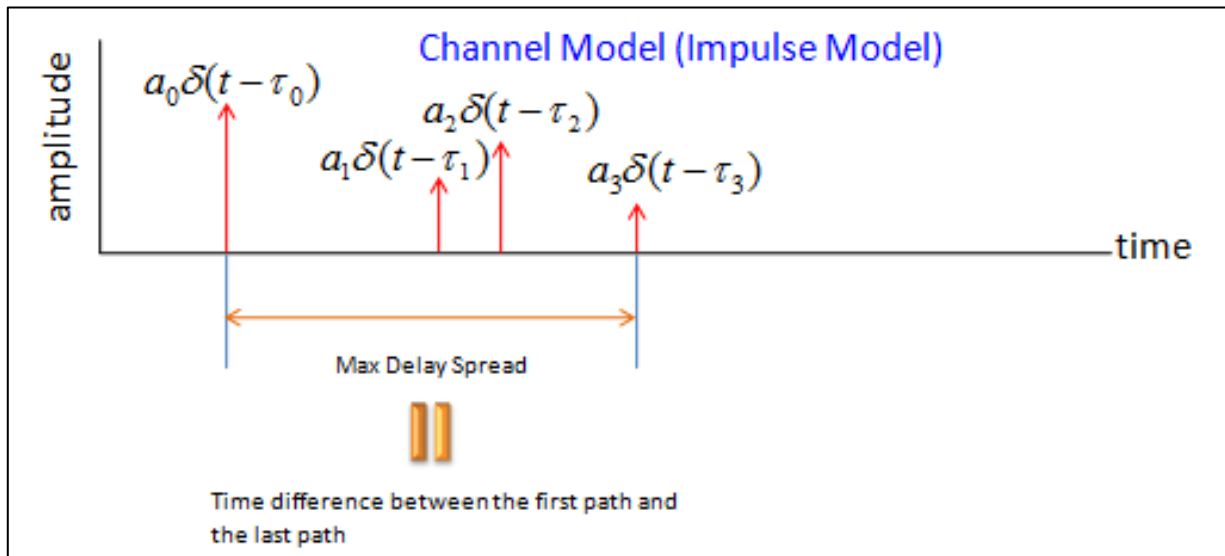 Channel Model (Impulse Model)
amplitude
a₀δ(t − τ₀)
a₂δ(t − τ₂)
a₁δ(t − τ₁)
a₃δ(t − τ₃)
time
Max Delay Spread
Time difference between the first path and
the last path